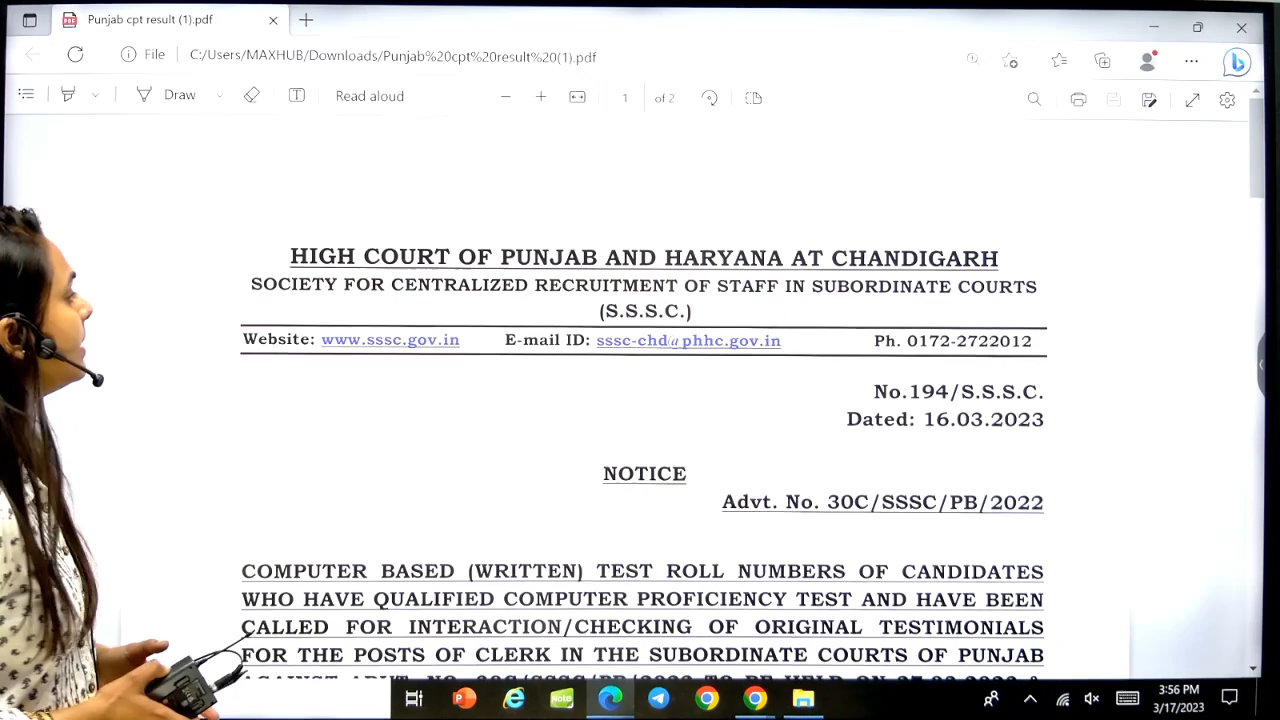 Punjab cpt result (1).pdf
File C:/Users/MAXHUB/Downloads/Punjab%20cpt%20result%20(1).pdf
Draw Read aloud 1 of 2
HIGH COURT OF PUNJAB AND HARYANA AT CHANDIGARH
SOCIETY FOR CENTRALIZED RECRUITMENT OF STAFF IN SUBORDINATE COURTS
(S.S.S.C.)
Website: www.sssc.gov.in E-mail ID: sssc-chd@phhc.gov.in Ph. 0172-2722012
No.194/S.S.S.C.
Dated: 16.03.2023
NOTICE
Advt. No. 30C/SSSC/PB/2022
COMPUTER BASED (WRITTEN) TEST ROLL NUMBERS OF CANDIDATES
WHO HAVE QUALIFIED COMPUTER PROFICIENCY TEST AND HAVE BEEN
CALLED FOR INTERACTION/CHECKING OF ORIGINAL TESTIMONIALS
FOR THE POSTS OF CLERK IN THE SUBORDINATE COURTS OF PUNJAB
3:56 PM
3/17/2023